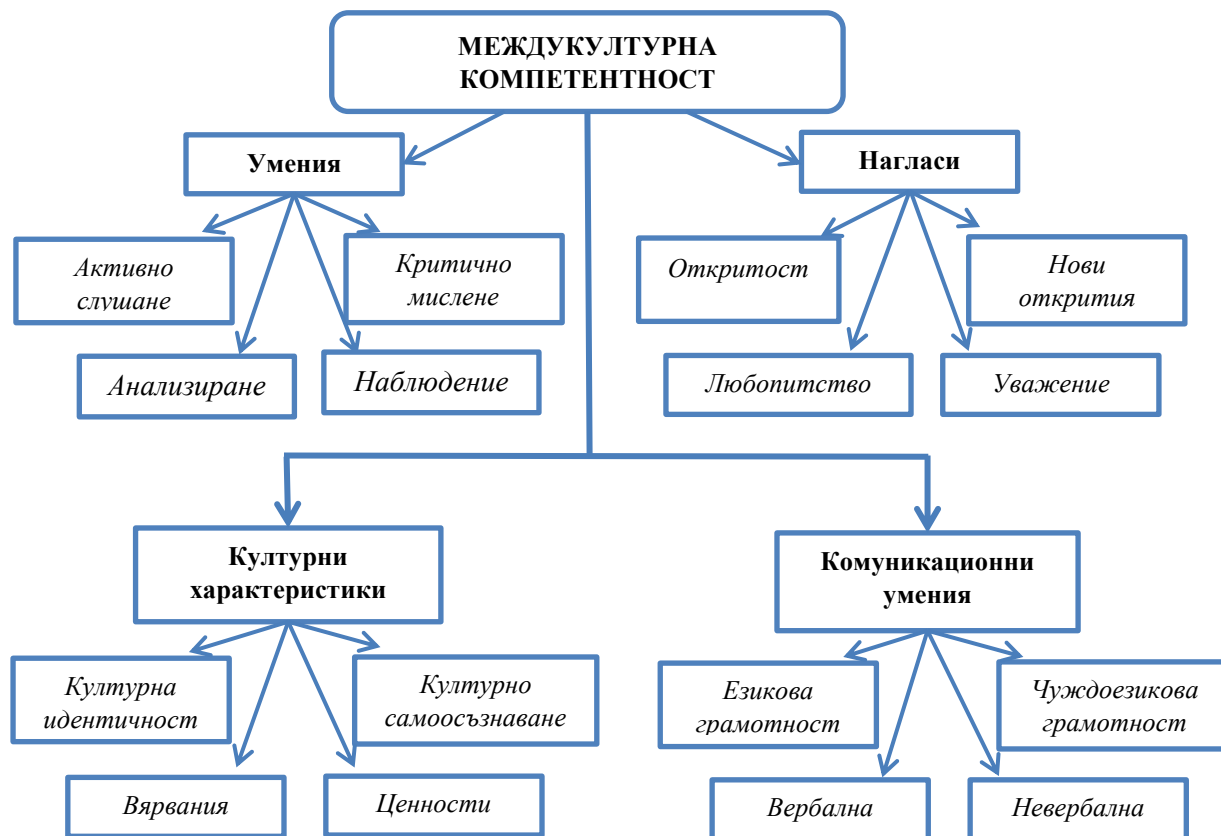 МЕЖДУКУЛТУРНА
КОМПЕТЕНТНОСТ
Умения
Нагласи
Активно
слушане
Критично
мислене
Откритост
Нови
открития
Анализиране
Наблюдение
Любопитство
Уважение
Културни
характеристики
Комуникационни
умения
Културна
идентичност
Културно
самоосъзнаване
Езикова
грамотност
Чуждоезикова
грамотност
Вярвания
Ценности
Вербална
Невербална